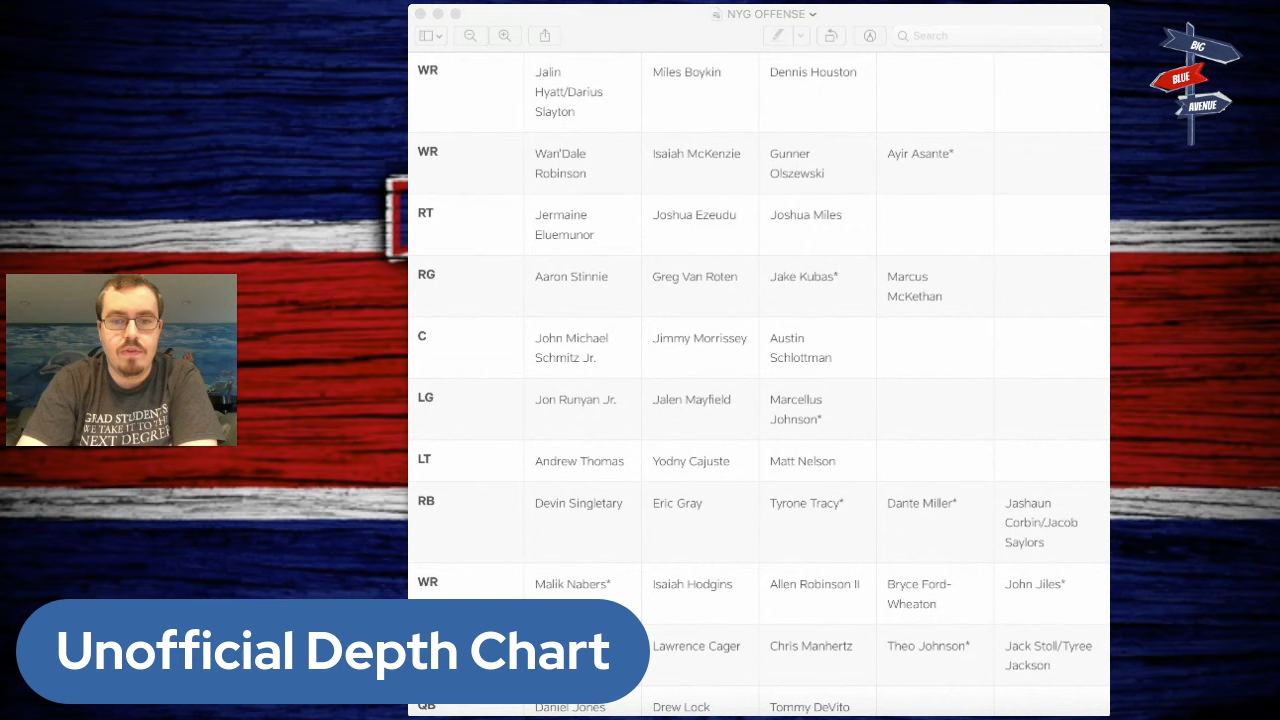 NYG OFFENSE
Search
BIG
BLUE
AVENUE
WR
Jalin
Hyatt/Darius
Slayton
Miles Boykin
Dennis Houston
WR
Wan'Dale
Robinson
Isaiah McKenzie
Gunner
Olszewski
Ayir Asante*
RT
Jermaine
Eluemunor
Joshua Ezeudu
Joshua Miles
RG
Aaron Stinnie
Greg Van Roten
Jake Kubas*
Marcus
McKethan
C
John Michael
Schmitz Jr.
Jimmy Morrissey
Austin
Schlottman
LG
Jon Runyan Jr.
Jalen Mayfield
Marcellus
Johnson*
LT
Andrew Thomas
Yodny Cajuste
Matt Nelson
RB
Devin Singletary
Eric Gray
Tyrone Tracy*
Dante Miller*
Jashaun
Corbin/Jacob
Saylors
WR
Malik Nabers*
Isaiah Hodgins
Allen Robinson II
Bryce Ford-
Wheaton
John Jiles*
Lawrence Cager
Chris Manhertz
Theo Johnson*
Jack Stoll/Tyree
Jackson
QB
Daniel Jones
Drew Lock
Tommy DeVito
GRAD STUDENTS
WE TAKE IT TO THE
NEXT DEGREE
Unofficial Depth Chart